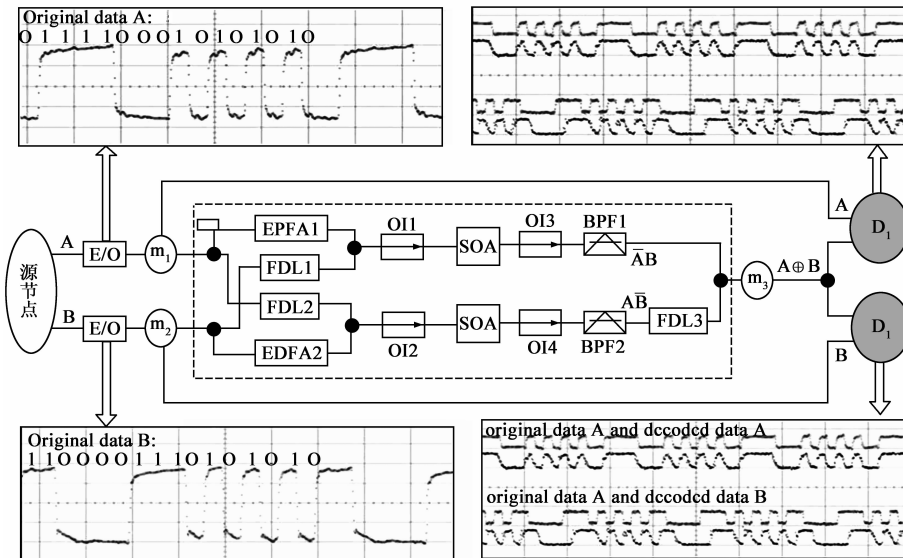 Original data A:
0 1 1 1 1 0 0 0 1 0 1 0 1 0 1 0
源节点
A
E/O
m1
EPFA1
FDL1
OI1
SOA
OI3
BPF1
A̅B
A
D1
B
E/O
m2
FDL2
EDFA2
OI2
SOA
OI4
BPF2
AB̅
FDL3
m3
A⊕B
B
D1
Original data B:
1 1 0 0 0 0 1 1 1 0 1 0 1 0 1 0
original data A and dccodcd data A
original data A and dccodcd data B